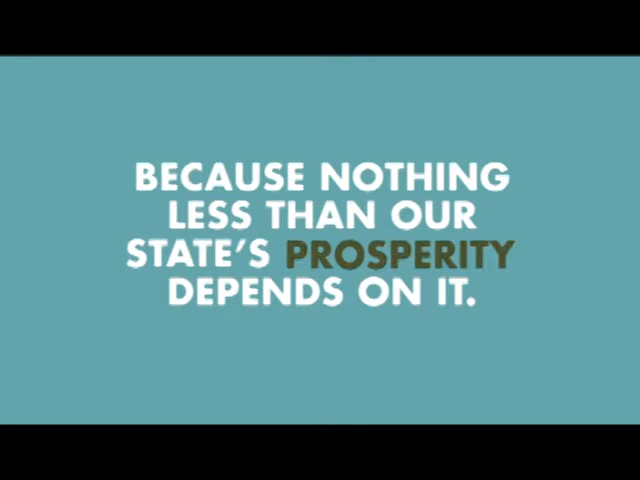 BECAUSE NOTHING
LESS THAN OUR
STATE'S PROSPERITY
DEPENDS ON IT.